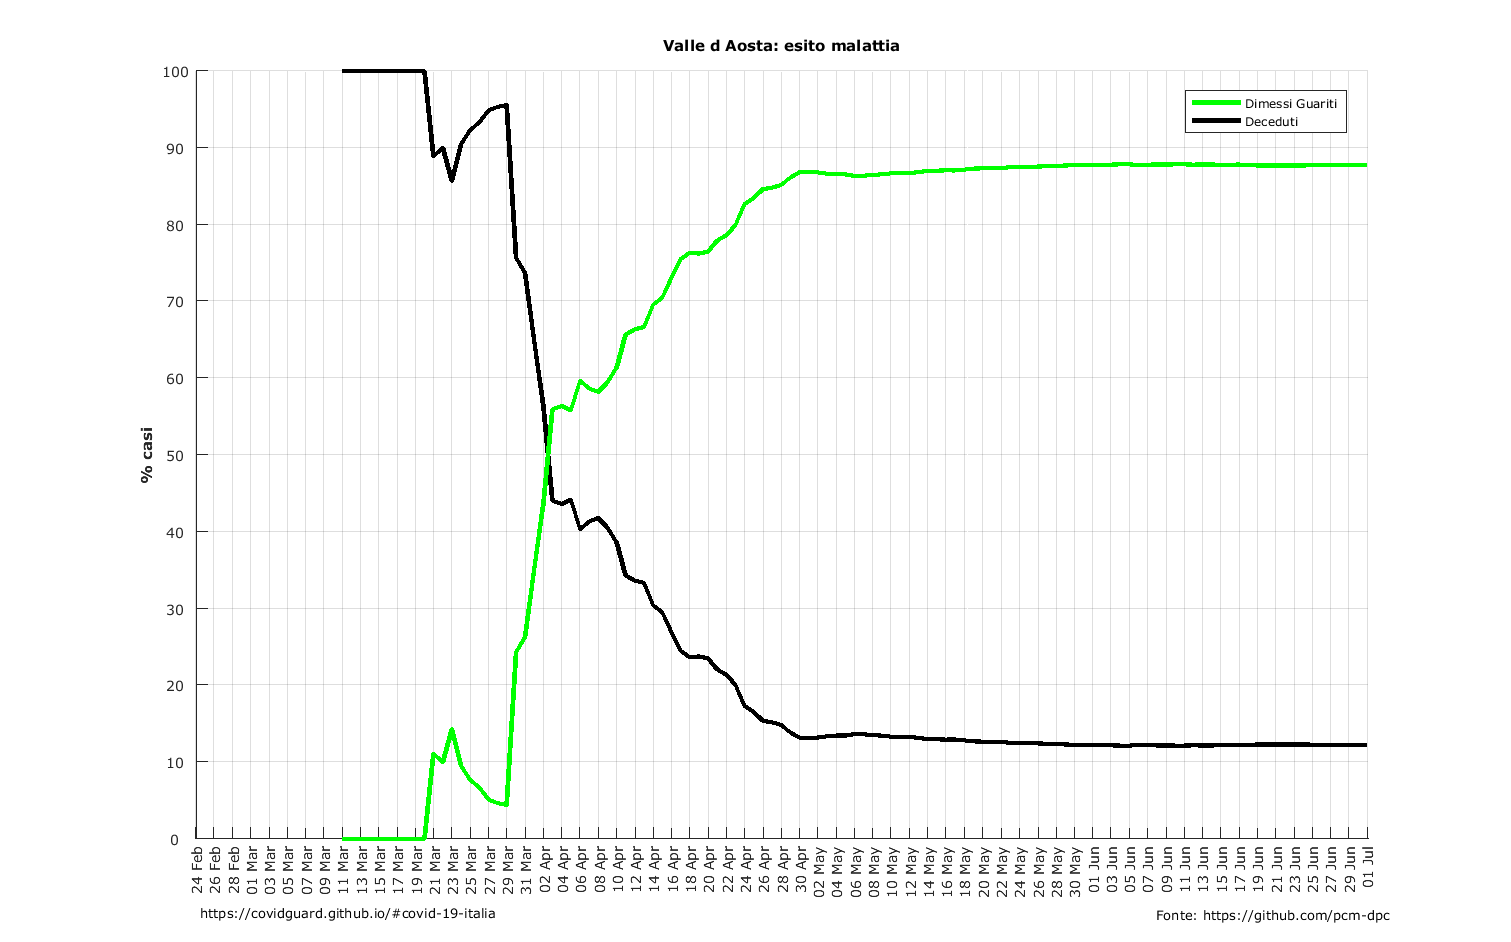 Valle d Aosta: esito malattia
% casi
100
90
80
70
60
50
40
30
20
10
0
Dimessi Guariti
Deceduti
24 Feb
26 Feb
28 Feb
01 Mar
03 Mar
05 Mar
07 Mar
09 Mar
11 Mar
13 Mar
15 Mar
17 Mar
19 Mar
21 Mar
23 Mar
25 Mar
27 Mar
29 Mar
31 Mar
02 Apr
04 Apr
06 Apr
08 Apr
10 Apr
12 Apr
14 Apr
16 Apr
18 Apr
20 Apr
22 Apr
24 Apr
26 Apr
28 Apr
30 Apr
02 May
04 May
06 May
08 May
10 May
12 May
14 May
16 May
18 May
20 May
22 May
24 May
26 May
28 May
30 May
01 Jun
03 Jun
05 Jun
07 Jun
09 Jun
11 Jun
13 Jun
15 Jun
17 Jun
19 Jun
21 Jun
23 Jun
25 Jun
27 Jun
29 Jun
01 Jul
https://covidguard.github.io/#covid-19-italia
Fonte: https://github.com/pcm-dpc